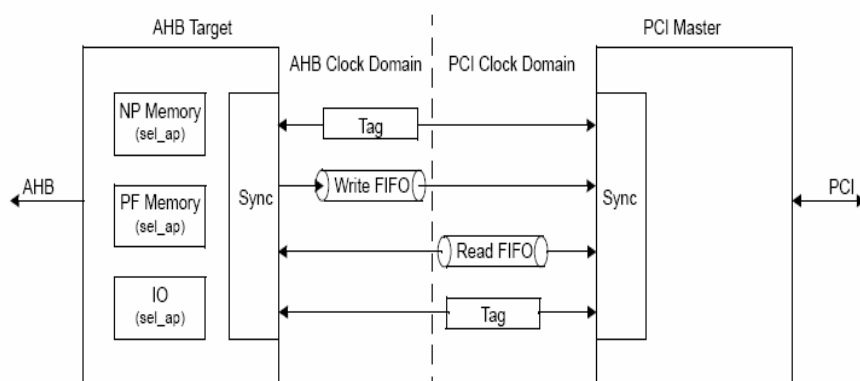 AHB Target
PCI Master
AHB Clock Domain
PCI Clock Domain
NP Memory
(sel_ap)
Tag
AHB
PF Memory
(sel_ap)
Sync
Write FIFO
Sync
PCI
Read FIFO
IO
(sel_ap)
Tag